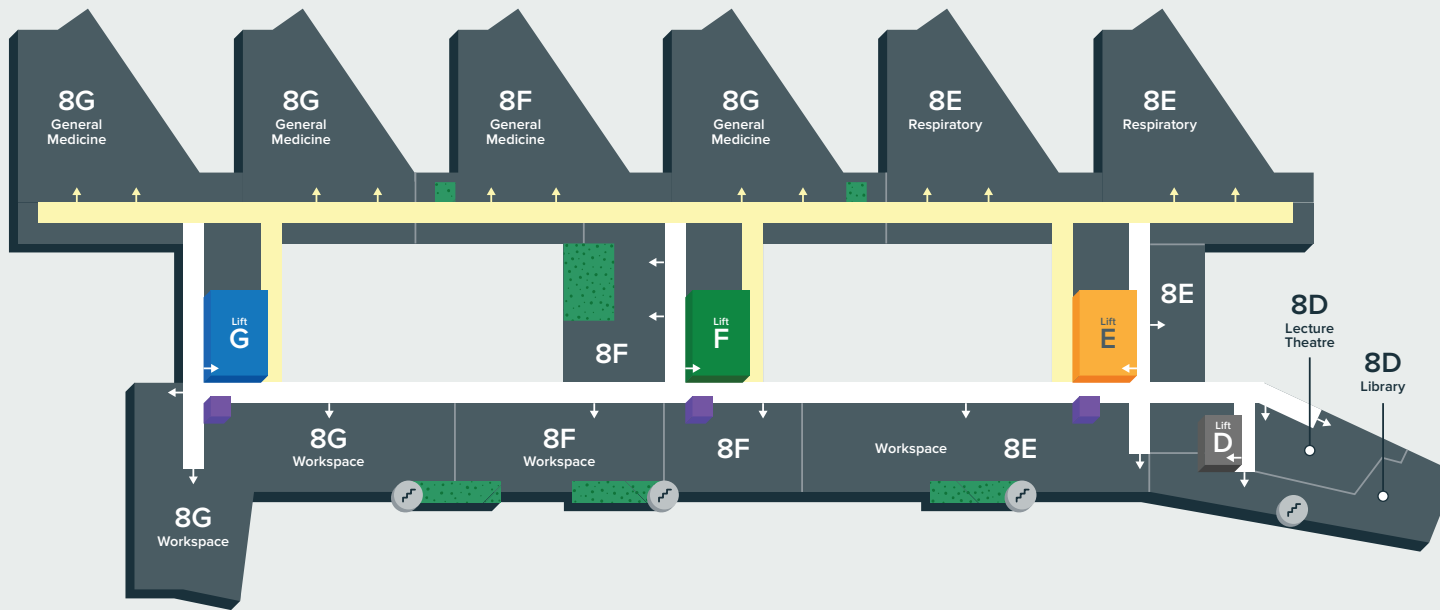 8G
General
Medicine
8G
General
Medicine
8F
General
Medicine
8G
General
Medicine
8E
Respiratory
8E
Respiratory
Lift
G
8F
Lift
F
Lift
E
8E
8D
Lecture
Theatre
8D
Library
8G
Workspace
8F
Workspace
8F
Workspace
8E
Lift
D
8G
Workspace